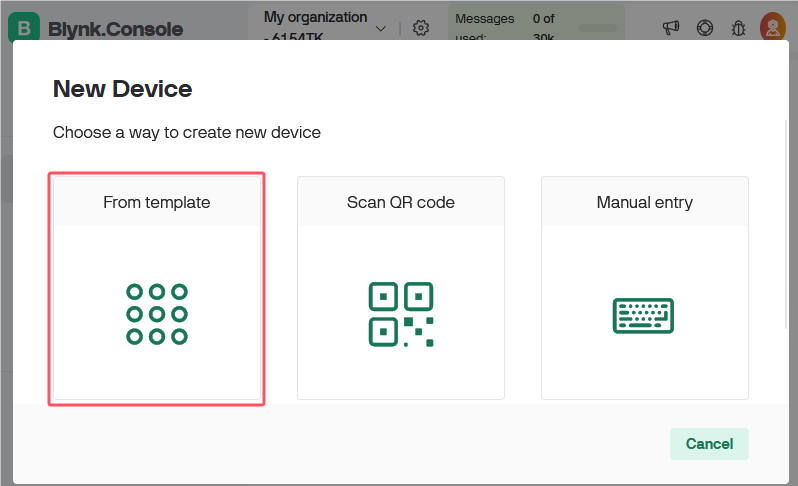 B Blynk.Console
My organization
- 6154TK
Messages used:
0 of 30k
New Device
Choose a way to create new device
From template
Scan QR code
Manual entry
Cancel